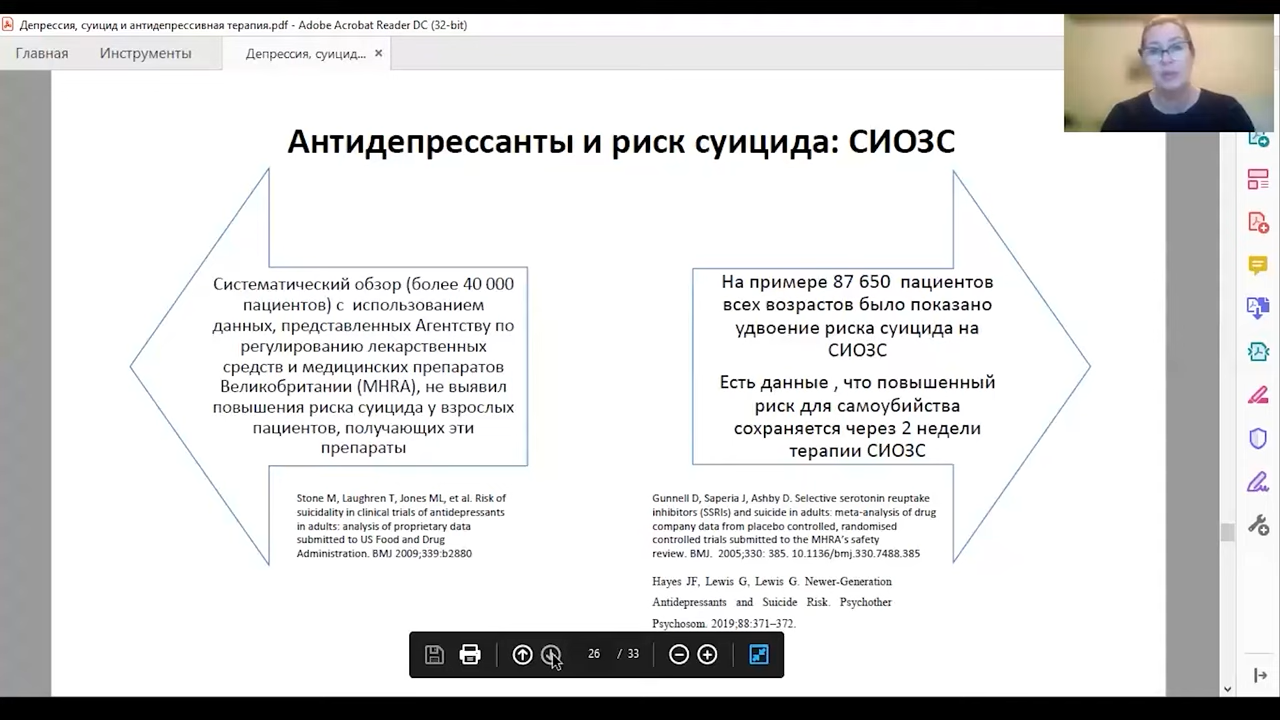 Депрессия, суицид и антидепрессивная терапия.pdf - Adobe Acrobat Reader DC (32-bit)
Главная
Инструменты
Депрессия, суицид...
Антидепрессанты и риск суицида: СИОЗС
Систематический обзор (более 40 000
пациентов) с использованием
данных, представленных Агентству по
регулированию лекарственных
средств и медицинских препаратов
Великобритании (MHRA), не выявил
повышения риска суицида у взрослых
пациентов, получающих эти
препараты
На примере 87 650 пациентов
всех возрастов было показано
удвоение риска суицида на
СИОЗС
Есть данные , что повышенный
риск для самоубийства
сохраняется через 2 недели
терапии СИОЗС
Stone M, Laughren T, Jones ML, et al. Risk of
suicidality in clinical trials of antidepressants
in adults: analysis of proprietary data
submitted to US Food and Drug
Administration. BMJ 2009;339:b2880
Gunnell D, Saperia J, Ashby D. Selective serotonin reuptake
inhibitors (SSRIs) and suicide in adults: meta-analysis of drug
company data from placebo controlled, randomised
controlled trials submitted to the MHRA's safety
review. BMJ. 2005;330: 385. 10.1136/bmj.330.7488.385
Hayes JF, Lewis G, Lewis G. Newer-Generation
Antidepressants and Suicide Risk. Psychother
Psychosom. 2019;88:371–372.
26 / 33